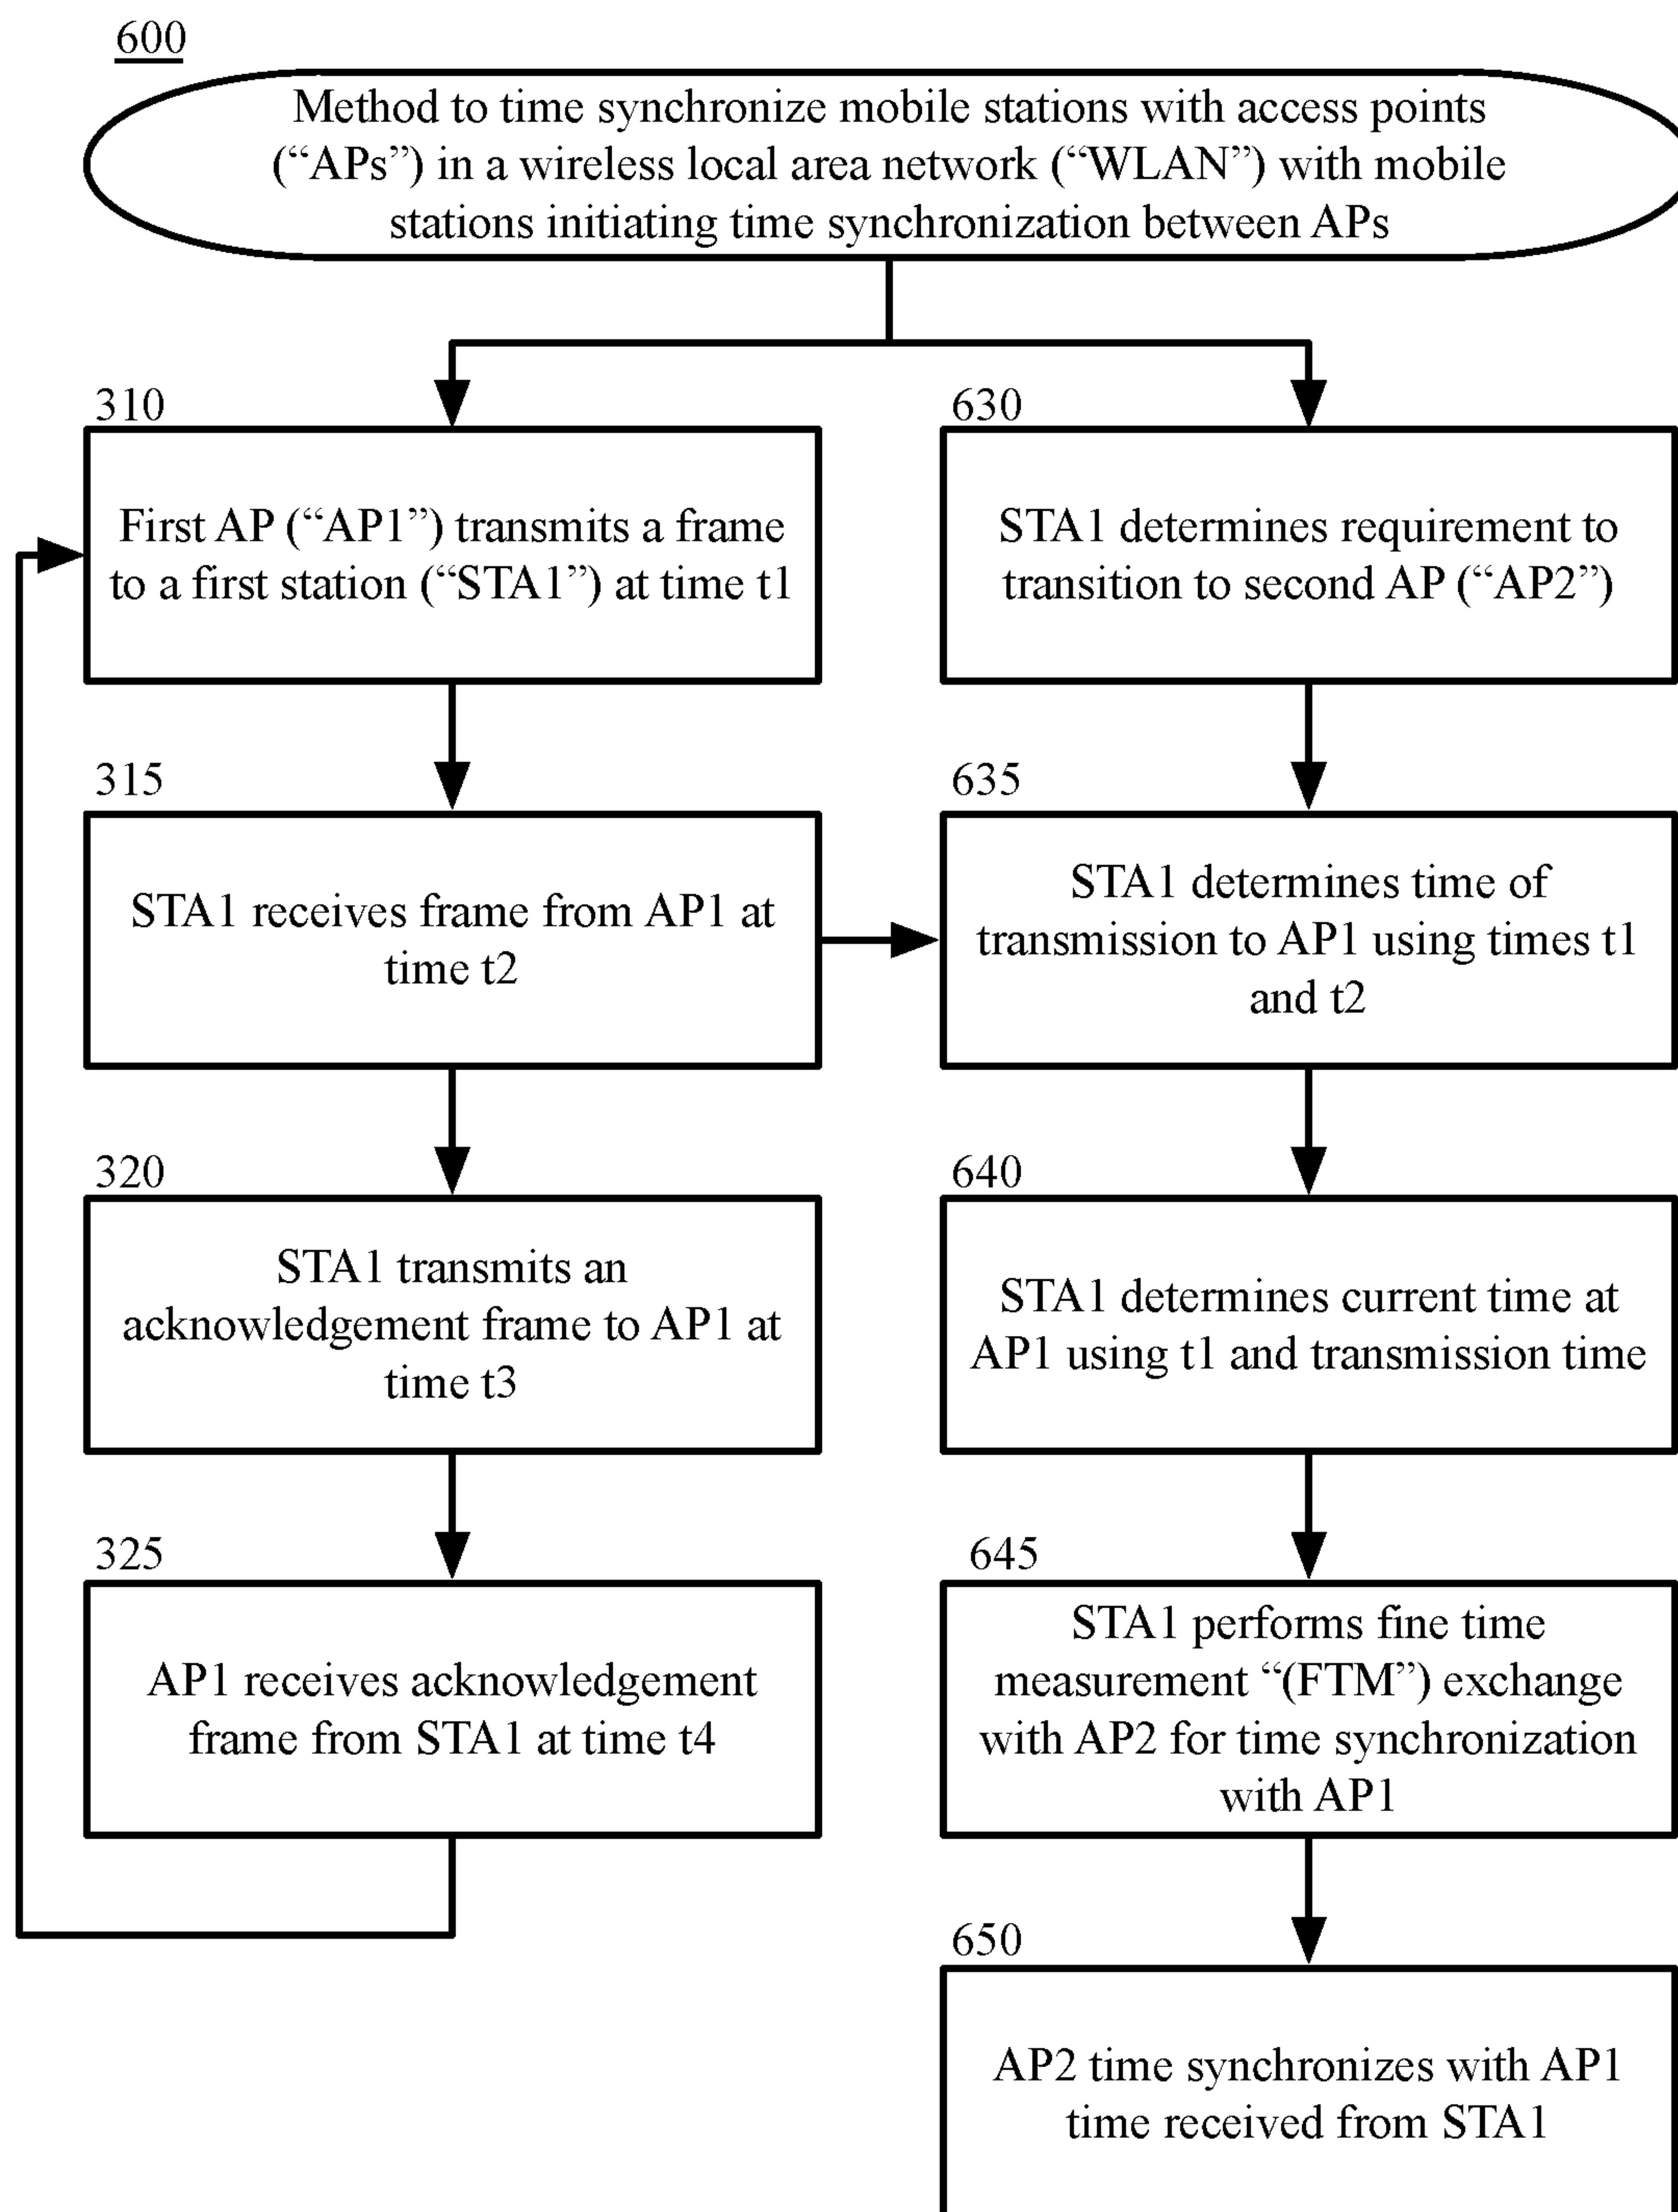 600
Method to time synchronize mobile stations with access points
(“APs”) in a wireless local area network (“WLAN”) with mobile
stations initiating time synchronization between APs
310
First AP (“AP1”) transmits a frame
to a first station (“STA1”) at time t1
315
STA1 receives frame from AP1 at
time t2
320
STA1 transmits an
acknowledgement frame to AP1 at
time t3
325
AP1 receives acknowledgement
frame from STA1 at time t4
630
STA1 determines requirement to
transition to second AP (“AP2”)
635
STA1 determines time of
transmission to AP1 using times t1
and t2
640
STA1 determines current time at
AP1 using t1 and transmission time
645
STA1 performs fine time
measurement “(FTM”) exchange
with AP2 for time synchronization
with AP1
650
AP2 time synchronizes with AP1
time received from STA1